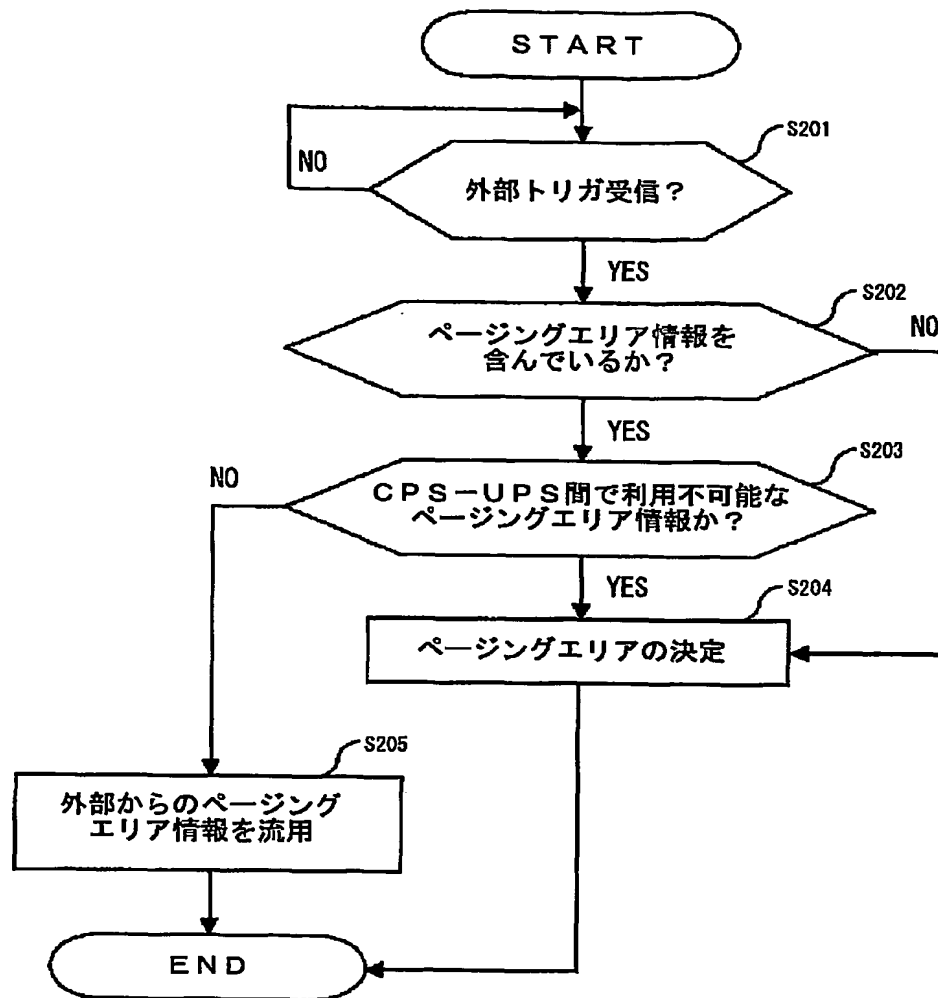 START
S201
NO
外部トリガ受信？
YES
S202
NO
ページングエリア情報を
含んでいるか？
YES
S203
NO
CPS－UPS間で利用不可能な
ページングエリア情報か？
YES
S204
ページングエリアの決定
S205
外部からのページング
エリア情報を流用
END